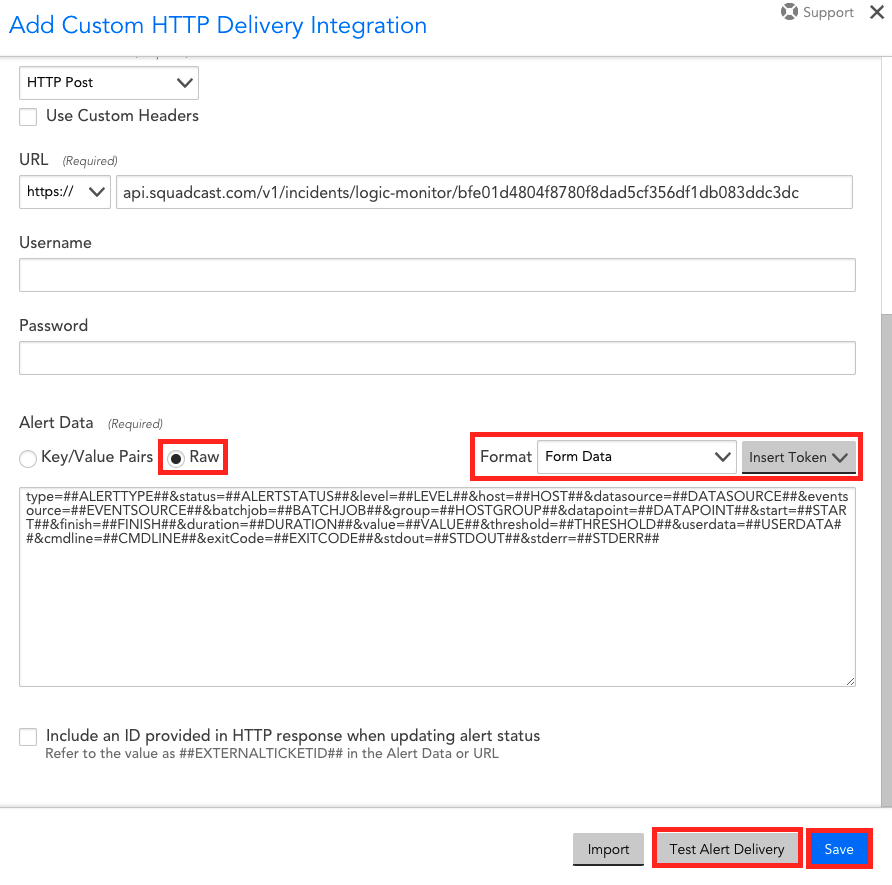 Add Custom HTTP Delivery Integration
Support
HTTP Post
Use Custom Headers
URL (Required)
https://
api.squadcast.com/v1/incidents/logic-monitor/bfe01d4804f8780f8dad5cf356df1db083ddc3dc
Username
Password
Alert Data (Required)
Key/Value Pairs
Raw
Format
Form Data
Insert Token
type=##ALERTTYPE##&status=##ALERTSTATUS##&level=##LEVEL##&host=##HOST##&datasource=##DATASOURCE##&event
source=##EVENTSOURCE##&batchjob=##BATCHJOB##&group=##HOSTGROUP##&datapoint=##DATAPOINT##&start=##STAR
T##&finish=##FINISH##&duration=##DURATION##&value=##VALUE##&threshold=##THRESHOLD##&userdata=##USERDATA#
#&cmdline=##CMDLINE##&exitCode=##EXITCODE##&stdout=##STDOUT##&stderr=##STDERR##
Include an ID provided in HTTP response when updating alert status
Refer to the value as ##EXTERNALTICKETID## in the Alert Data or URL
Import
Test Alert Delivery
Save